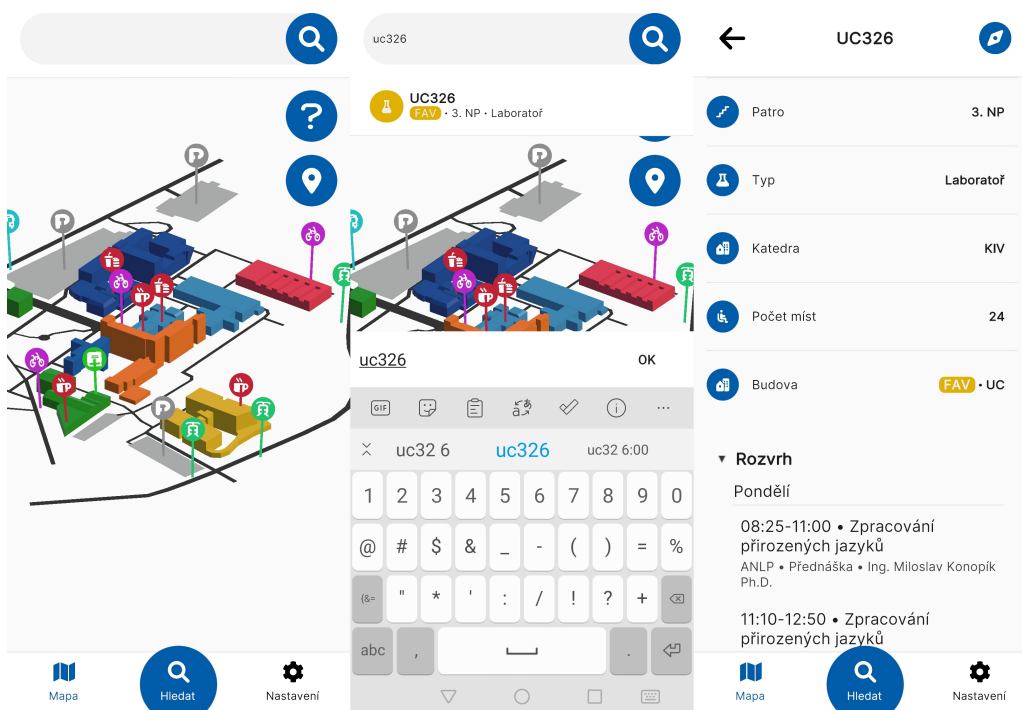 Mapa
Hledat
Nastavení
uc326
UC326
FAV • 3. NP • Laboratoř
uc326
OK
GIF
uc32 6
uc326
uc32 6:00
1 2 3 4 5 6 7 8 9 0
@ # $ & _ - ( ) = %
{&= " * ' : / ! ? +
abc , .
UC326
Patro 3. NP
Typ Laboratoř
Katedra KIV
Počet míst 24
Budova FAV • UC
▼ Rozvrh
Pondělí
08:25-11:00 • Zpracování
přirozených jazyků
ANLP • Přednáška • Ing. Miloslav Konopík
Ph.D.
11:10-12:50 • Zpracování
přirozených jazyků
Mapa
Hledat
Nastavení